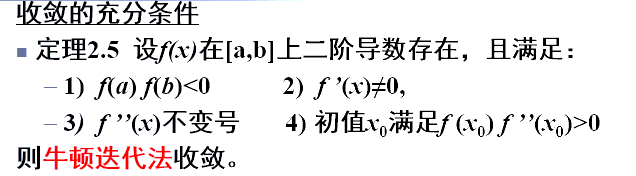 收敛的充分条件
■ 定理2.5 设f(x)在[a,b]上二阶导数存在，且满足：
– 1) f(a) f(b)<0 2) f ’(x)≠0,
– 3) f ’’(x)不变号 4) 初值x₀满足f (x₀) f ’’(x₀)>0
则牛顿迭代法收敛。